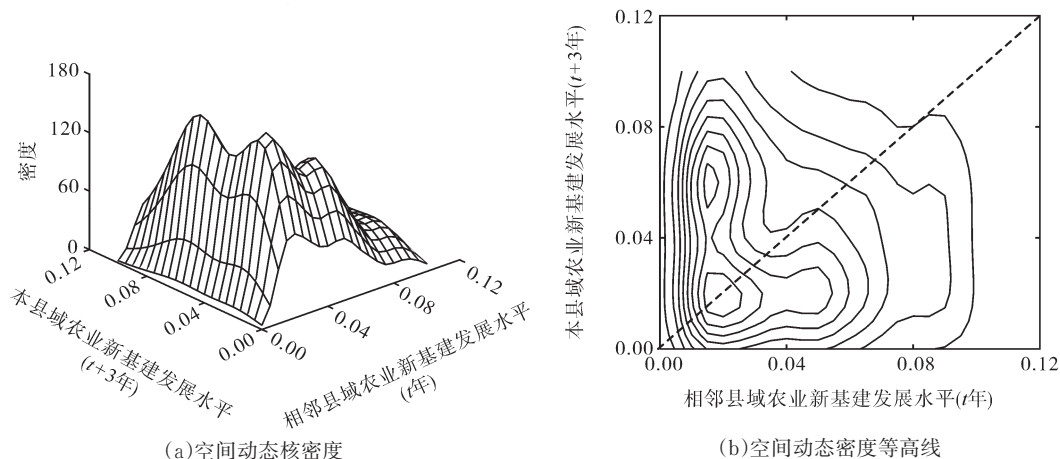 180
120
60
0
密度
0.12
0.08
0.04
0.00
本县域农业新基建发展水平
(t+3年)
0.00
0.04
0.08
0.12
相邻县域农业新基建发展水平
(t年)
(a)空间动态核密度
0.12
0.08
0.04
0.00
本县域农业新基建发展水平(t+3年)
0.00
0.04
0.08
0.12
相邻县域农业新基建发展水平(t年)
(b)空间动态密度等高线